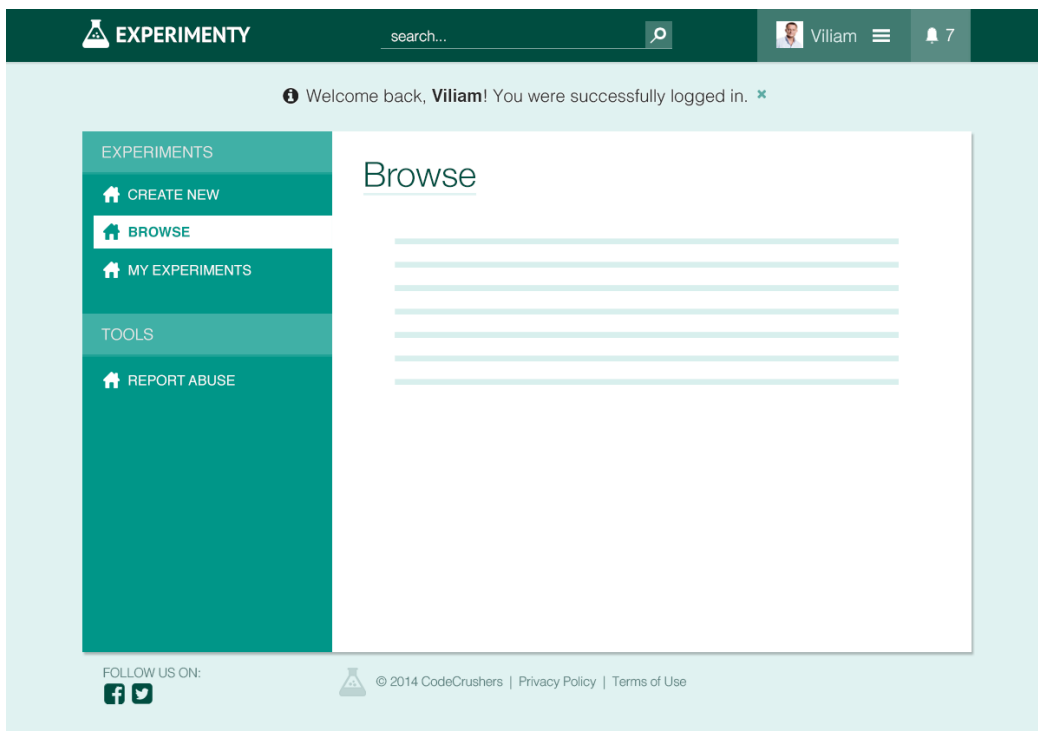 EXPERIMENTY
search...
Viliam
7
Welcome back, Viliam! You were successfully logged in. ×
EXPERIMENTS
CREATE NEW
BROWSE
MY EXPERIMENTS
TOOLS
REPORT ABUSE
Browse
FOLLOW US ON:
© 2014 CodeCrushers | Privacy Policy | Terms of Use